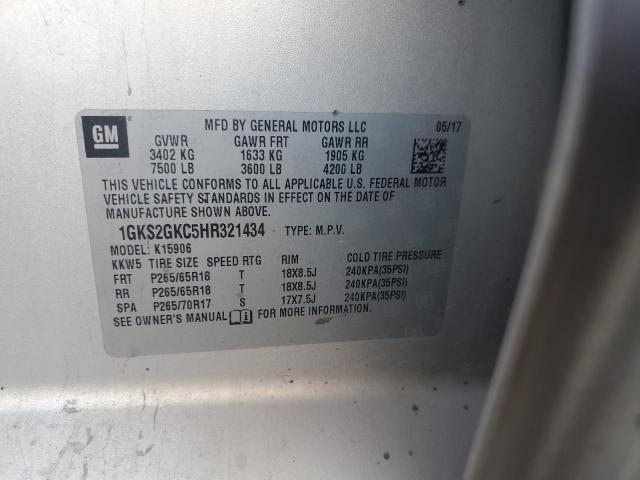 GM
MFD BY GENERAL MOTORS LLC 05/17
GVWR GAWR FRT GAWR RR
3402 KG 1633 KG 1905 KG
7500 LB 3600 LB 4200 LB
THIS VEHICLE CONFORMS TO ALL APPLICABLE U.S. FEDERAL MOTOR
VEHICLE SAFETY STANDARDS IN EFFECT ON THE DATE OF
MANUFACTURE SHOWN ABOVE.
1GKS2GKC5HR321434 TYPE: M.P.V.
MODEL: K15906
KKW5 TIRE SIZE SPEED RTG RIM COLD TIRE PRESSURE
FRT P265/65R18 T 18X8.5J 240KPA(35PSI)
RR P265/65R18 T 18X8.5J 240KPA(35PSI)
SPA P265/70R17 S 17X7.5J 240KPA(35PSI)
SEE OWNER'S MANUAL FOR MORE INFORMATION.